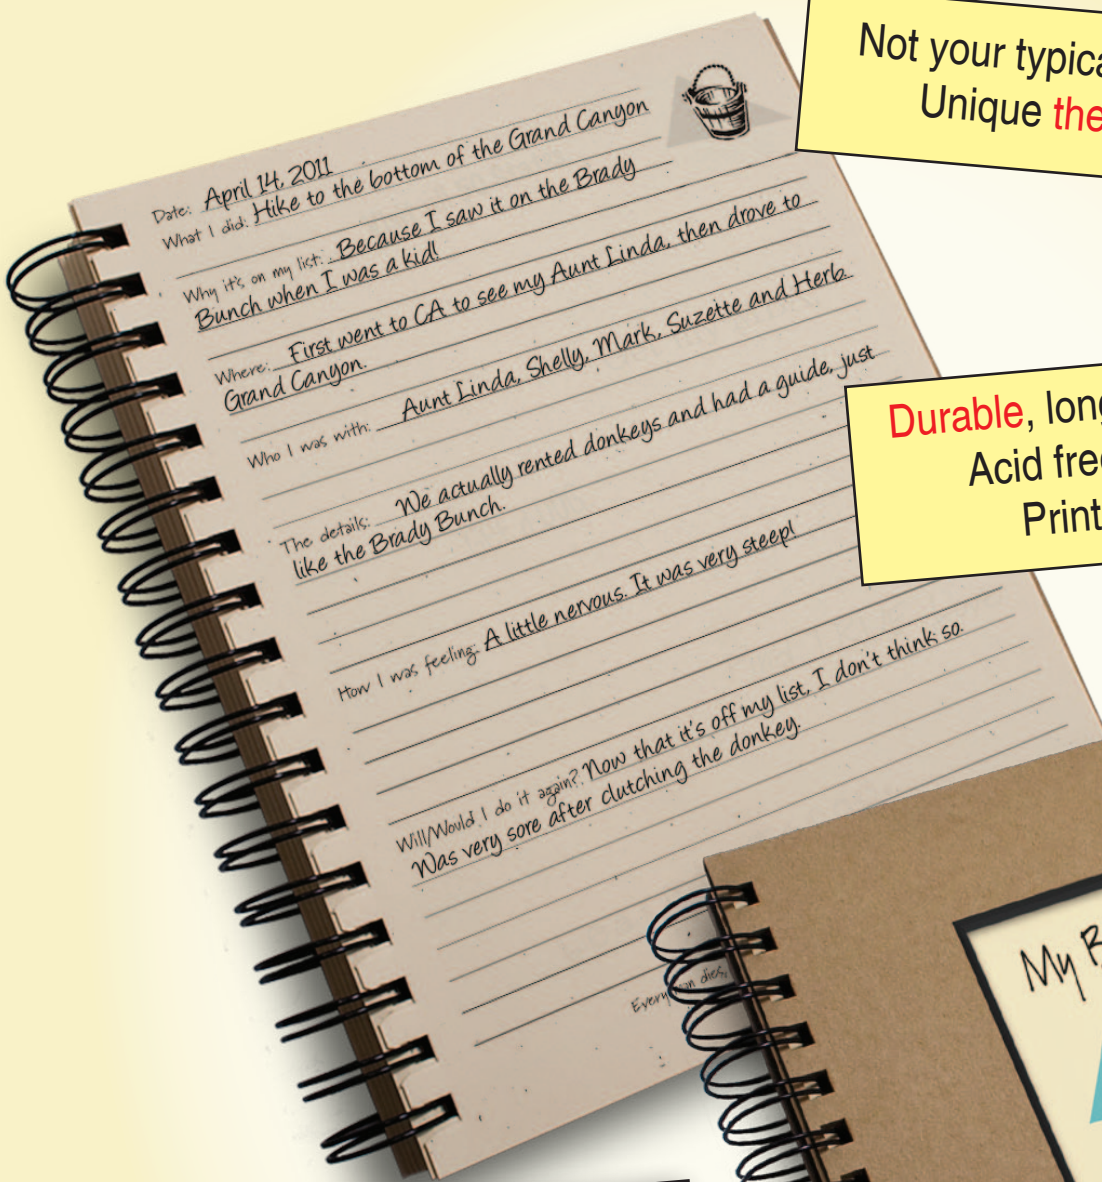 Date: April 14, 2011
What I did: Hike to the bottom of the Grand Canyon
Why it's on my list: Because I saw it on the Brady
Bunch when I was a kid!
Where: First went to CA to see my Aunt Linda, then drove to
Grand Canyon.
Who I was with: Aunt Linda, Shelly, Mark, Suzette and Herb.
The details: We actually rented donkeys and had a guide, just
like the Brady Bunch.
How I was feeling: A little nervous. It was very steep!
Will/Would I do it again? Now that it's off my list, I don't think so.
Was very sore after clutching the donkey.
Every dies,
Not your typica
Unique the
Durable, long
Acid free
Print
My B